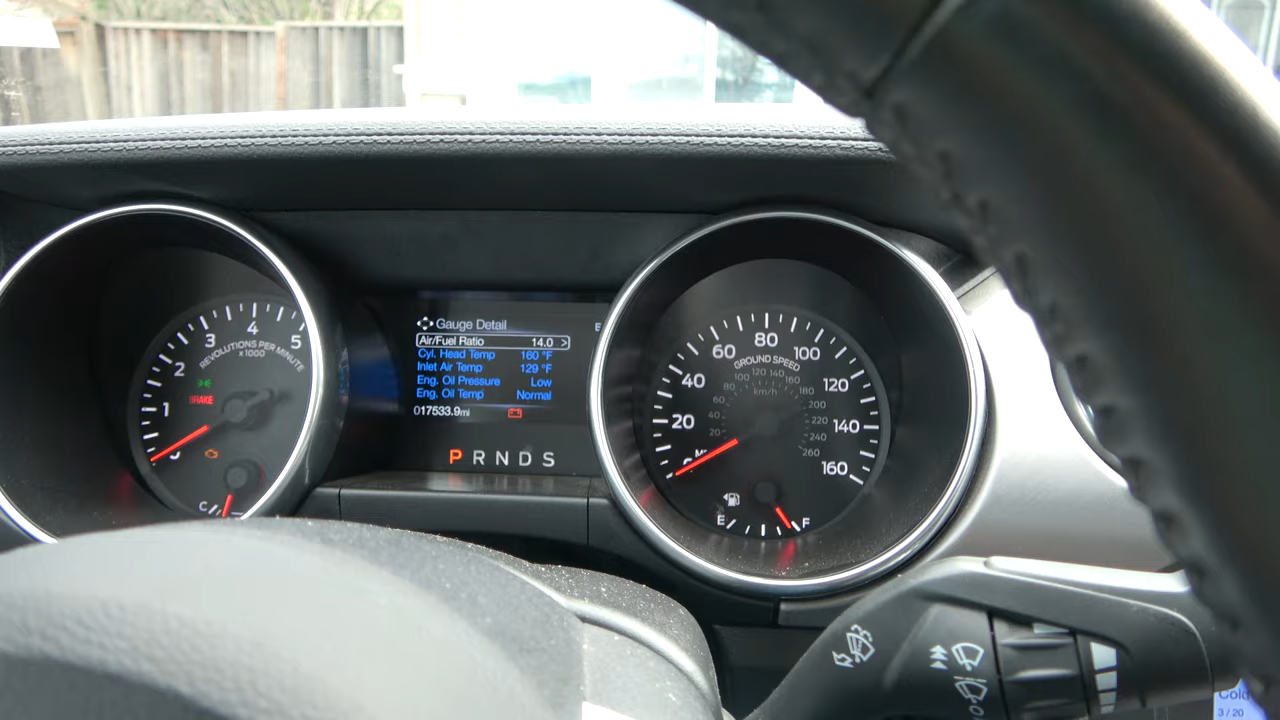 Gauge Detail
Air/Fuel Ratio 14.0 >
Cyl. Head Temp 160 °F
Inlet Air Temp 129 °F
Eng. Oil Pressure Low
Eng. Oil Temp Normal
017533.9mi
P R N D S
E
1 2 3 4 5
REVOLUTIONS PER MINUTE
x1000
BRAKE
C
20 40 60 80 100 120 140 160
GROUND SPEED
20 40 60 80 100 120 140 160 180 200 220 240 260
km/h
E F
3 / 20